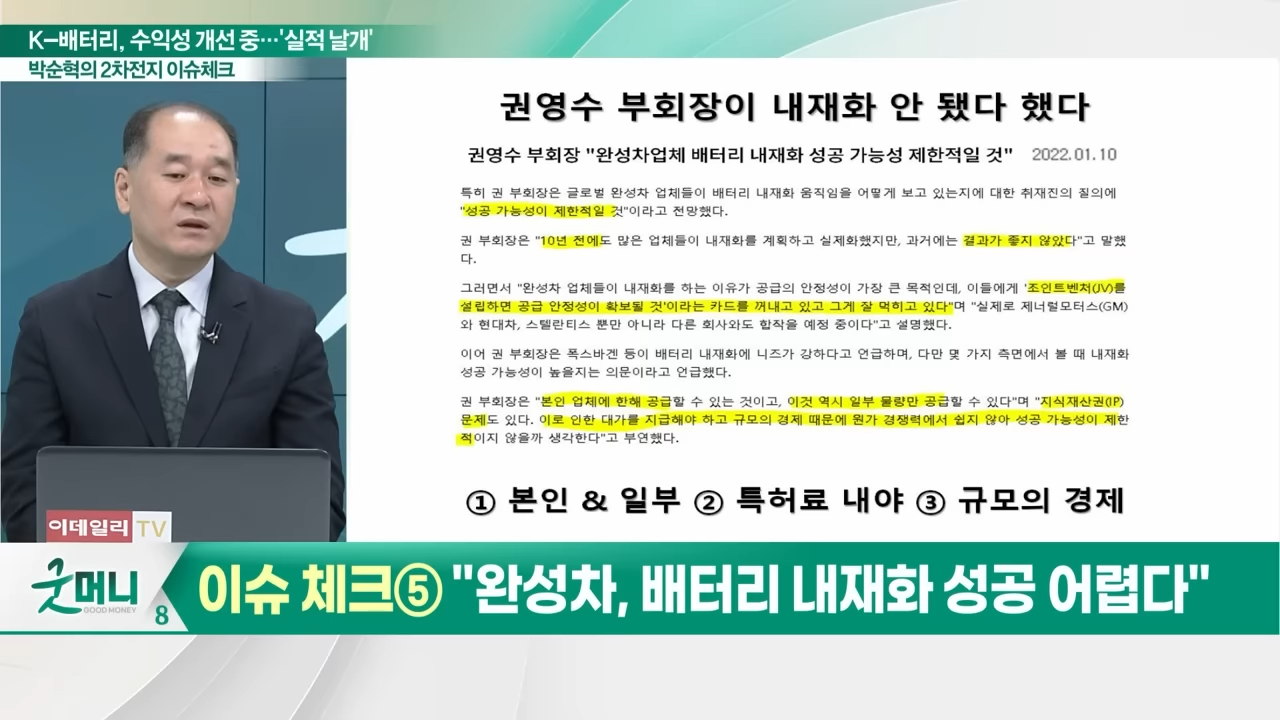 K-배터리, 수익성 개선 중…'실적 날개'
박순혁의 2차전지 이슈체크
권영수 부회장이 내재화 안 됐다 했다
권영수 부회장 "완성차업체 배터리 내재화 성공 가능성 제한적일 것" 2022.01.10
특히 권 부회장은 글로벌 완성차 업체들이 배터리 내재화 움직임을 어떻게 보고 있는지에 대한 취재진의 질의에
"성공 가능성이 제한적일 것"이라고 전망했다.
권 부회장은 "10년 전에도 많은 업체들이 내재화를 계획하고 실제화했지만, 과거에는 결과가 좋지 않았다"고 말했
다.
그러면서 "완성차 업체들이 내재화를 하는 이유가 공급의 안정성이 가장 큰 목적인데, 이들에게 '조인트벤처(JV)를
설립하면 공급 안정성이 확보될 것'이라는 카드를 꺼내고 있고 그게 잘 먹히고 있다"며 "실제로 제너럴모터스(GM)
와 현대차, 스텔란티스 뿐만 아니라 다른 회사와도 합작을 예정 중이다"고 설명했다.
이어 권 부회장은 폭스바겐 등이 배터리 내재화에 니즈가 강하다고 언급하며, 다만 몇 가지 측면에서 볼 때 내재화
성공 가능성이 높을지는 의문이라고 언급했다.
권 부회장은 "본인 업체에 한해 공급할 수 있는 것이고, 이것 역시 일부 물량만 공급할 수 있다"며 "지식재산권(IP)
문제도 있다. 이로 인한 대가를 지급해야 하고 규모의 경제 때문에 원가 경쟁력에서 쉽지 않아 성공 가능성이 제한
적이지 않을까 생각한다"고 부연했다.
① 본인 & 일부 ② 특허료 내야 ③ 규모의 경제
이데일리 TV
굿머니
GOOD MONEY
8
이슈 체크⑤ "완성차, 배터리 내재화 성공 어렵다"